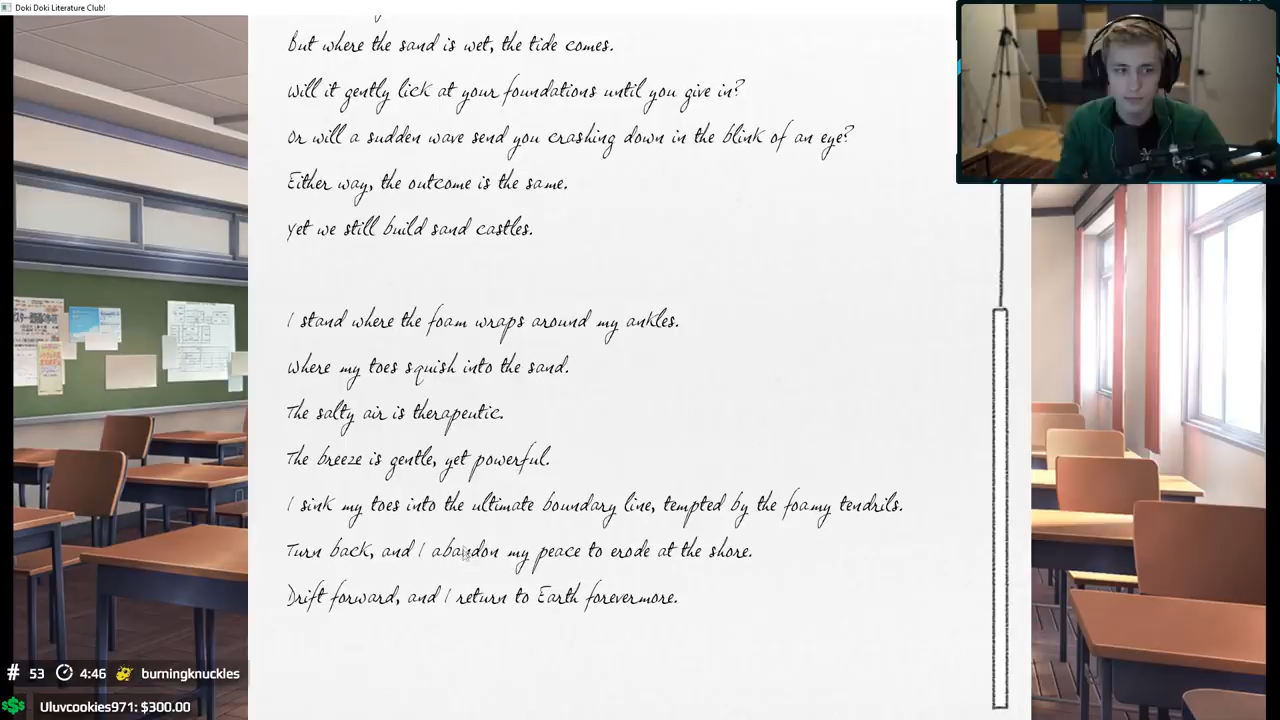 Doki Doki Literature Club!
But where the sand is wet, the tide comes.
Will it gently lick at your foundations until you give in?
Or will a sudden wave send you crashing down in the blink of an eye?
Either way, the outcome is the same.
Yet we still build sand castles.
I stand where the foam wraps around my ankles.
Where my toes squish into the sand.
The salty air is therapeutic.
The breeze is gentle, yet powerful.
I sink my toes into the ultimate boundary line, tempted by the foamy tendrils.
Turn back, and I abandon my peace to erode at the shore.
Drift forward, and I return to Earth forevermore.
# 53 4:46 burningknuckles
Uluvcookies971: $300.00